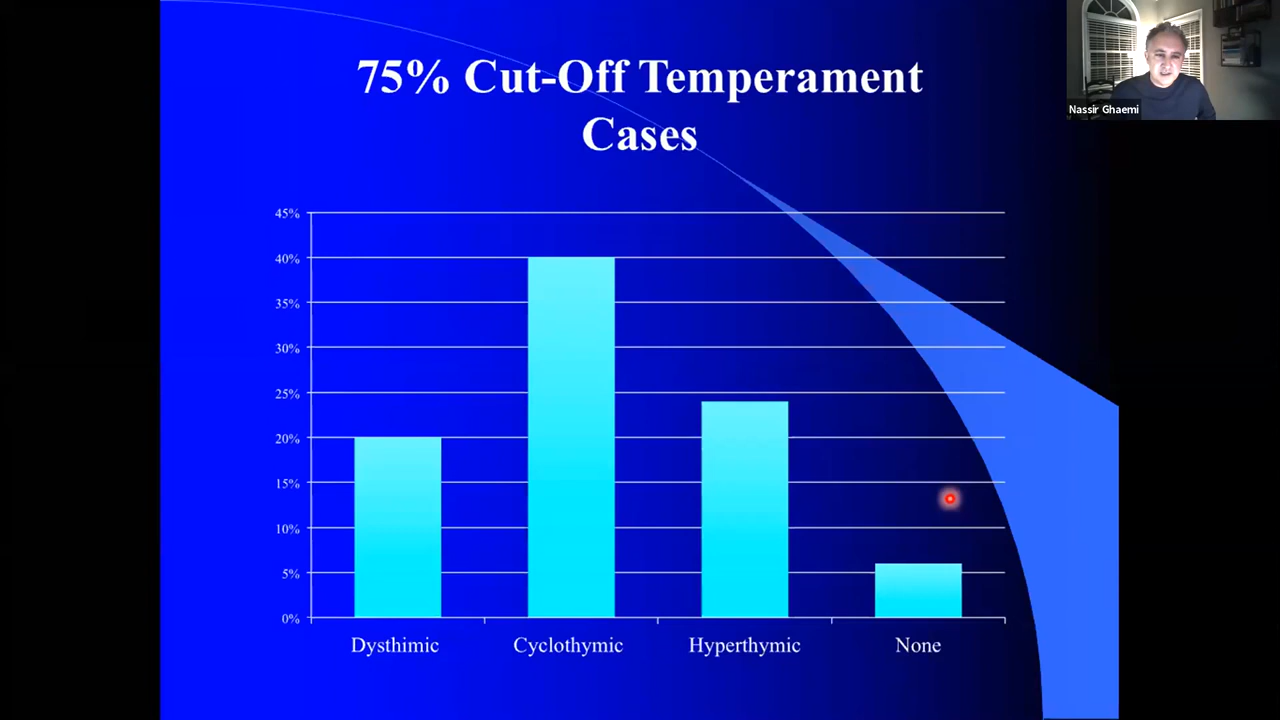 75% Cut-Off Temperament
Cases
Nassir Ghaemi
45%
40%
35%
30%
25%
20%
15%
10%
5%
0%
Dysthimic
Cyclothymic
Hyperthymic
None